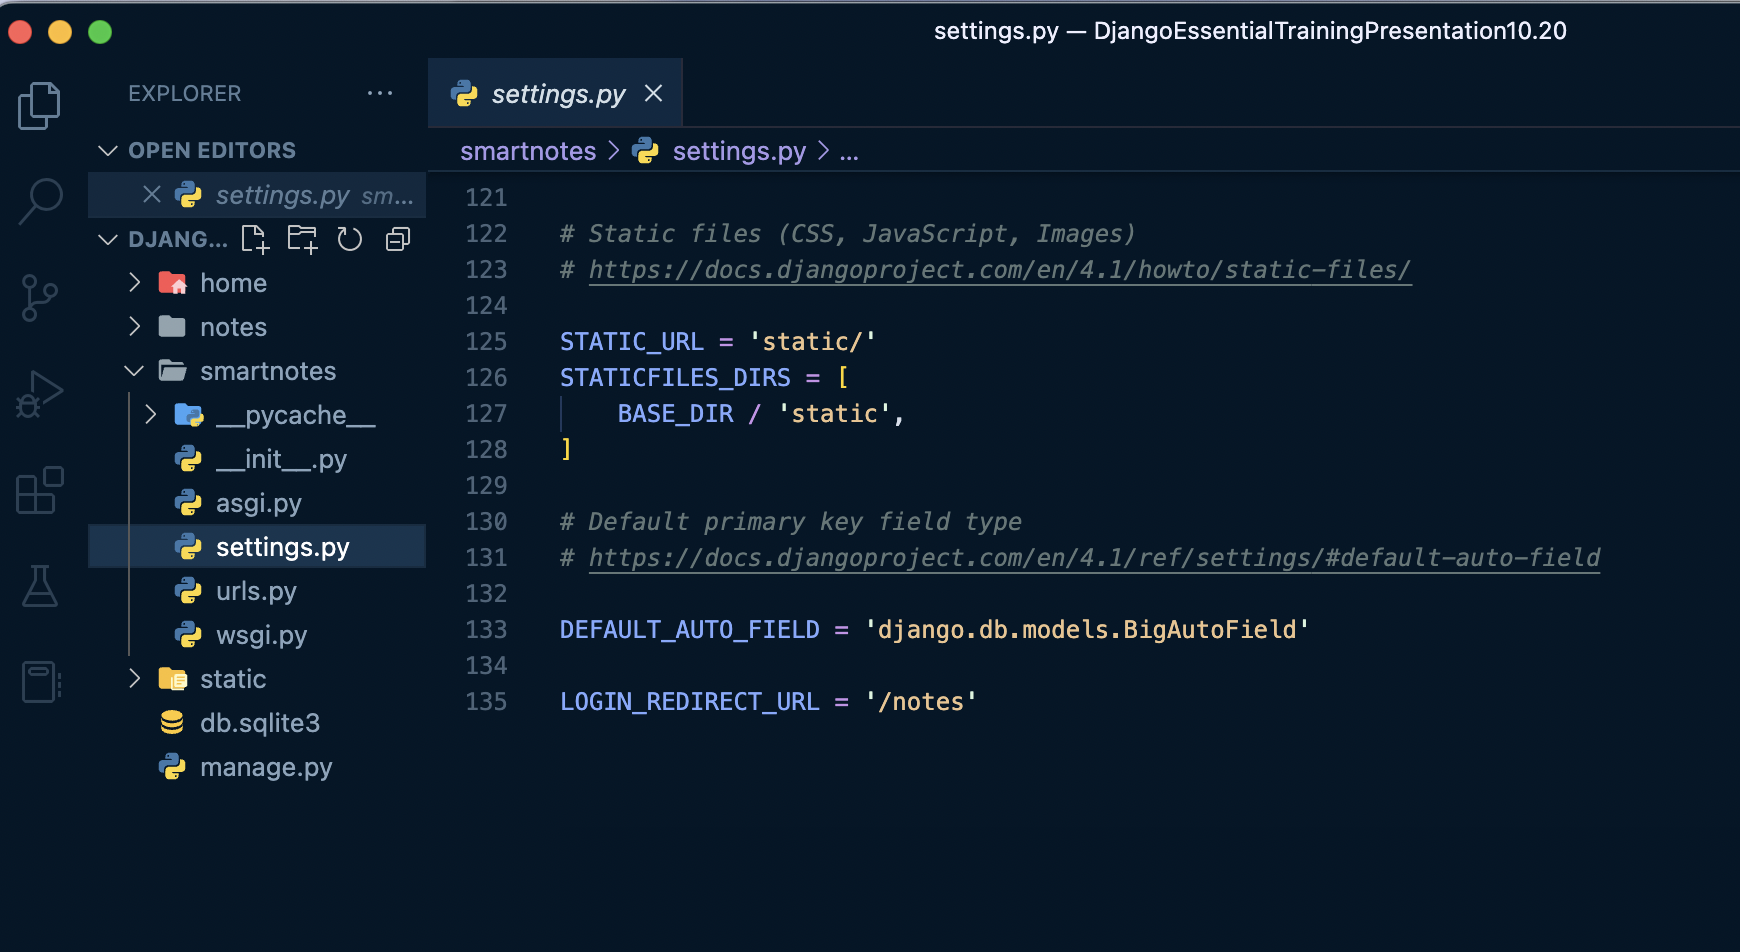 settings.py — DjangoEssentialTrainingPresentation10.20
EXPLORER ...
OPEN EDITORS
settings.py sm...
DJANG...
home
notes
smartnotes
__pycache__
__init__.py
asgi.py
settings.py
urls.py
wsgi.py
static
db.sqlite3
manage.py
settings.py
smartnotes > settings.py > ...
121
122 # Static files (CSS, JavaScript, Images)
123 # https://docs.djangoproject.com/en/4.1/howto/static-files/
124
125 STATIC_URL = 'static/'
126 STATICFILES_DIRS = [
127     BASE_DIR / 'static',
128 ]
129
130 # Default primary key field type
131 # https://docs.djangoproject.com/en/4.1/ref/settings/#default-auto-field
132
133 DEFAULT_AUTO_FIELD = 'django.db.models.BigAutoField'
134
135 LOGIN_REDIRECT_URL = '/notes'